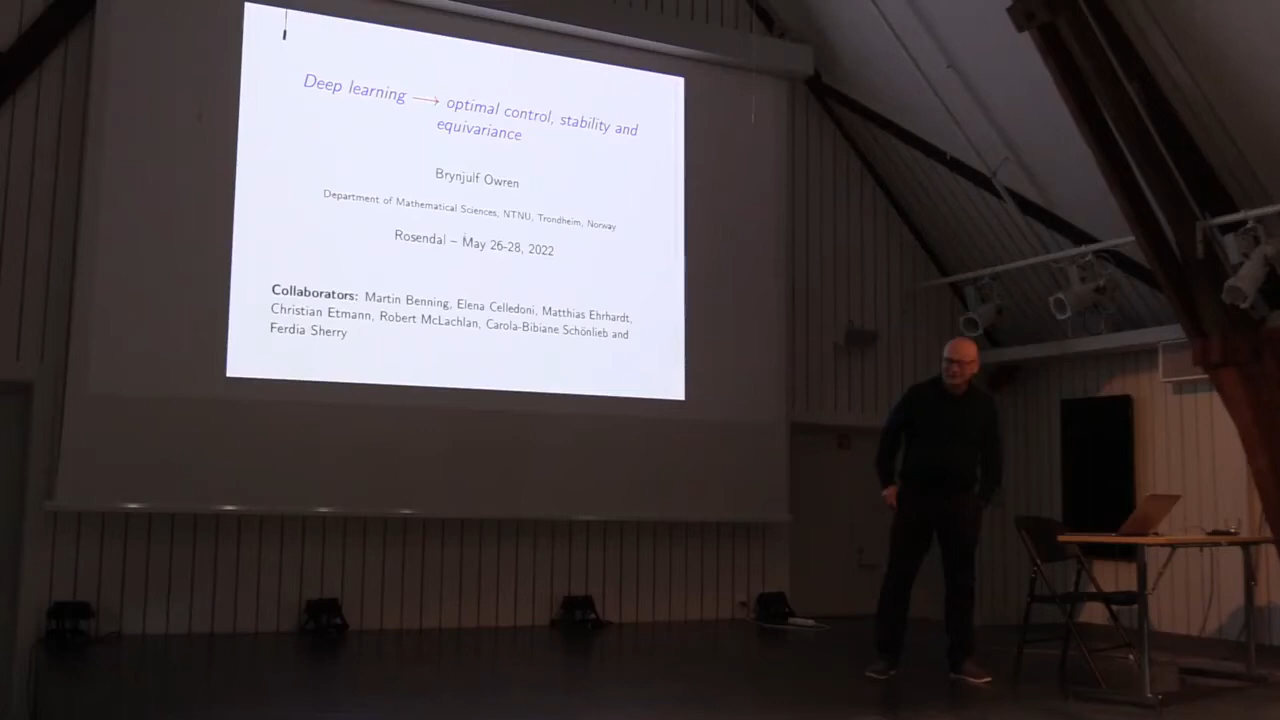 Deep learning ⟶ optimal control, stability and
equivariance
Brynjulf Owren
Department of Mathematical Sciences, NTNU, Trondheim, Norway
Rosendal – May 26-28, 2022
Collaborators: Martin Benning, Elena Celledoni, Matthias Ehrhardt,
Christian Etmann, Robert McLachlan, Carola-Bibiane Schönlieb and
Ferdia Sherry